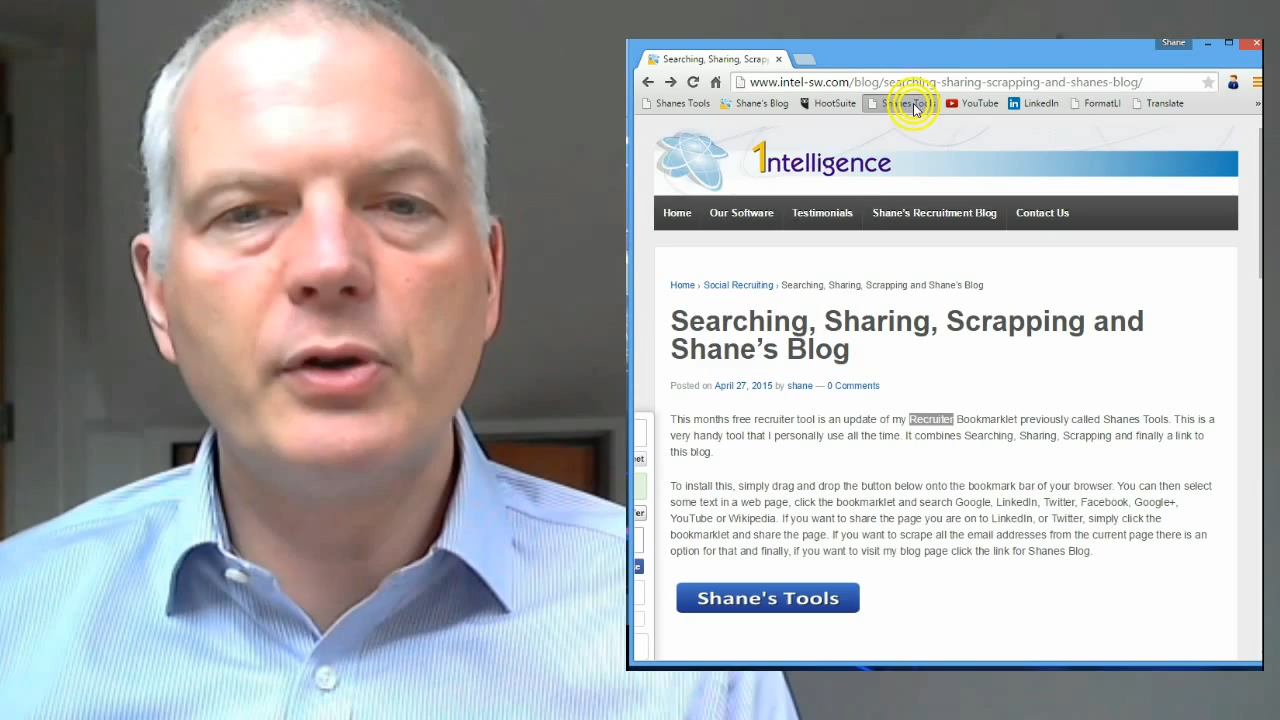 Shane
Searching, Sharing, Scrapp
www.intel-sw.com/blog/searching-sharing-scrapping-and-shanes-blog/
Shanes Tools Shane's Blog HootSuite Shanes YouTube LinkedIn FormatLI Translate »
1ntelligence
Home Our Software Testimonials Shane's Recruitment Blog Contact Us
Home › Social Recruiting › Searching, Sharing, Scrapping and Shane's Blog
Searching, Sharing, Scrapping and
Shane's Blog
Posted on April 27, 2015 by shane — 0 Comments
This months free recruiter tool is an update of my Recruiter Bookmarklet previously called Shanes Tools. This is a
very handy tool that I personally use all the time. It combines Searching, Sharing, Scrapping and finally a link to
this blog.
To install this, simply drag and drop the button below onto the bookmark bar of your browser. You can then select
some text in a web page, click the bookmarklet and search Google, LinkedIn, Twitter, Facebook, Google+,
YouTube or Wikipedia. If you want to share the page you are on to LinkedIn, or Twitter, simply click the
bookmarklet and share the page. If you want to scrape all the email addresses from the current page there is an
option for that and finally, if you want to visit my blog page click the link for Shanes Blog.
Shane's Tools